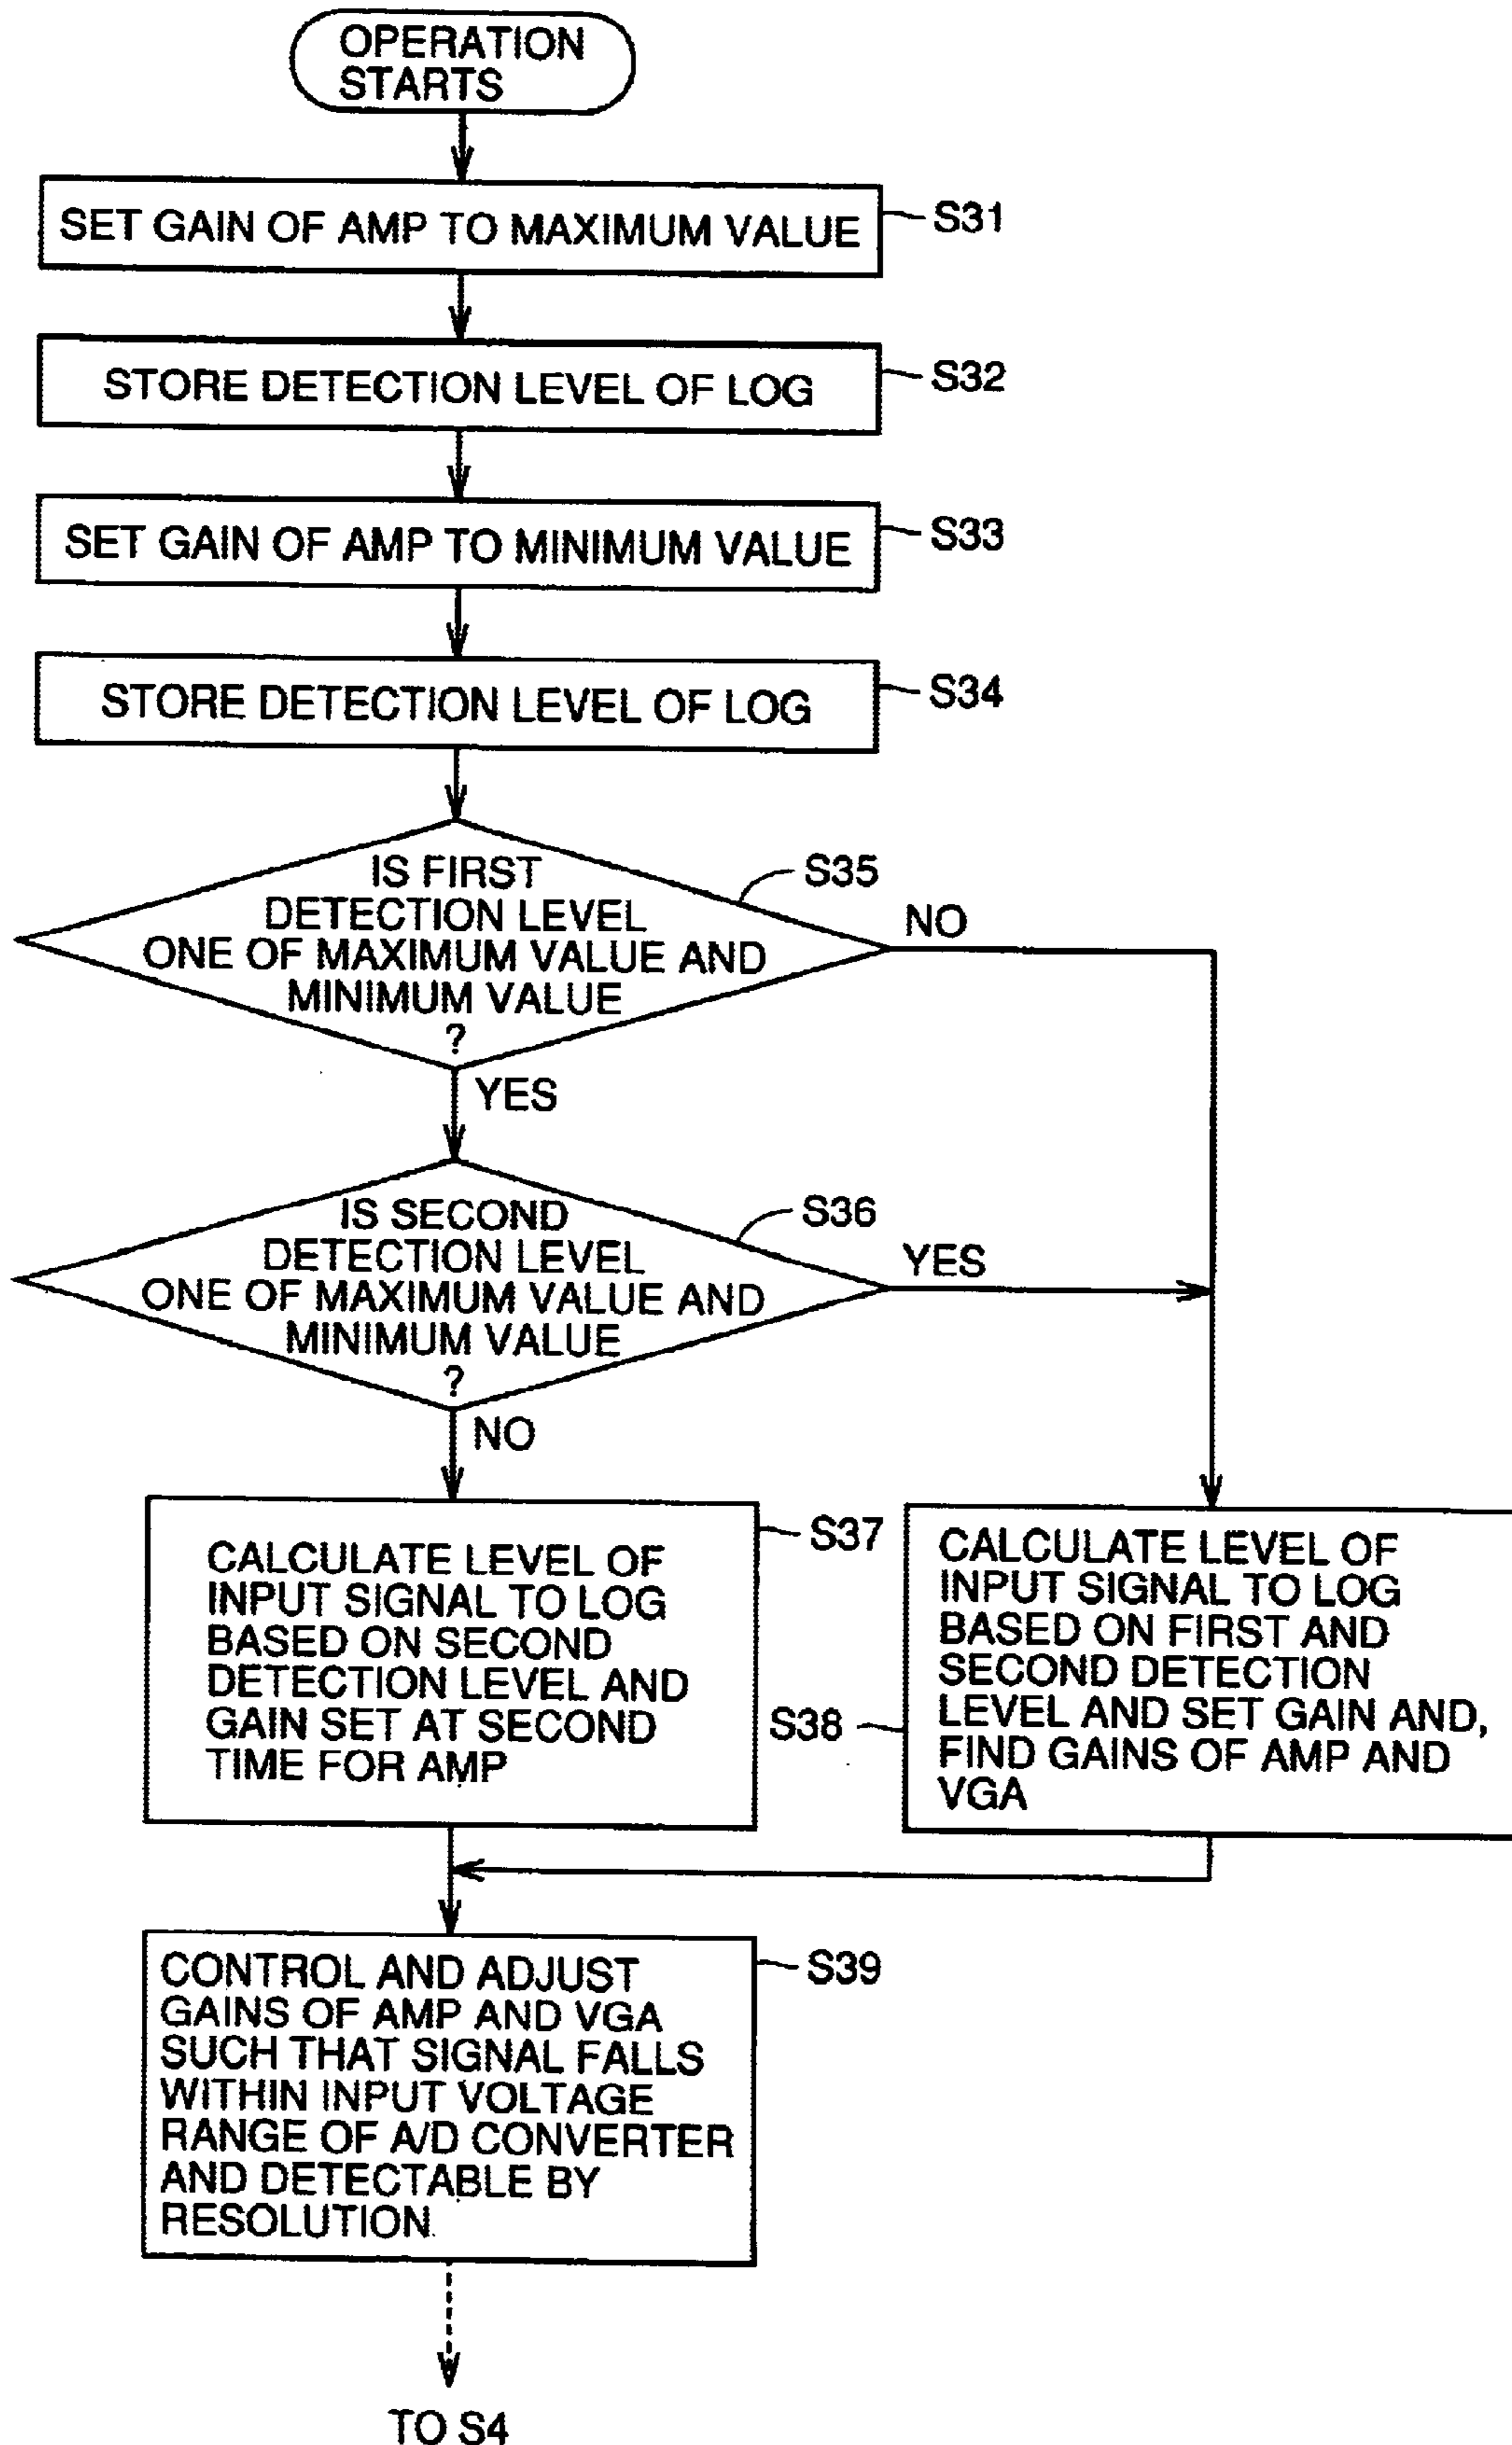 OPERATION
STARTS
SET GAIN OF AMP TO MAXIMUM VALUE
S31
STORE DETECTION LEVEL OF LOG
S32
SET GAIN OF AMP TO MINIMUM VALUE
S33
STORE DETECTION LEVEL OF LOG
S34
IS FIRST
DETECTION LEVEL
ONE OF MAXIMUM VALUE AND
MINIMUM VALUE
?
S35
NO
YES
IS SECOND
DETECTION LEVEL
ONE OF MAXIMUM VALUE AND
MINIMUM VALUE
?
S36
YES
NO
CALCULATE LEVEL OF
INPUT SIGNAL TO LOG
BASED ON SECOND
DETECTION LEVEL AND
GAIN SET AT SECOND
TIME FOR AMP
S37
CALCULATE LEVEL OF
INPUT SIGNAL TO LOG
BASED ON FIRST AND
SECOND DETECTION
LEVEL AND SET GAIN AND,
FIND GAINS OF AMP AND
VGA
S38
CONTROL AND ADJUST
GAINS OF AMP AND VGA
SUCH THAT SIGNAL FALLS
WITHIN INPUT VOLTAGE
RANGE OF A/D CONVERTER
AND DETECTABLE BY
RESOLUTION
S39
TO S4